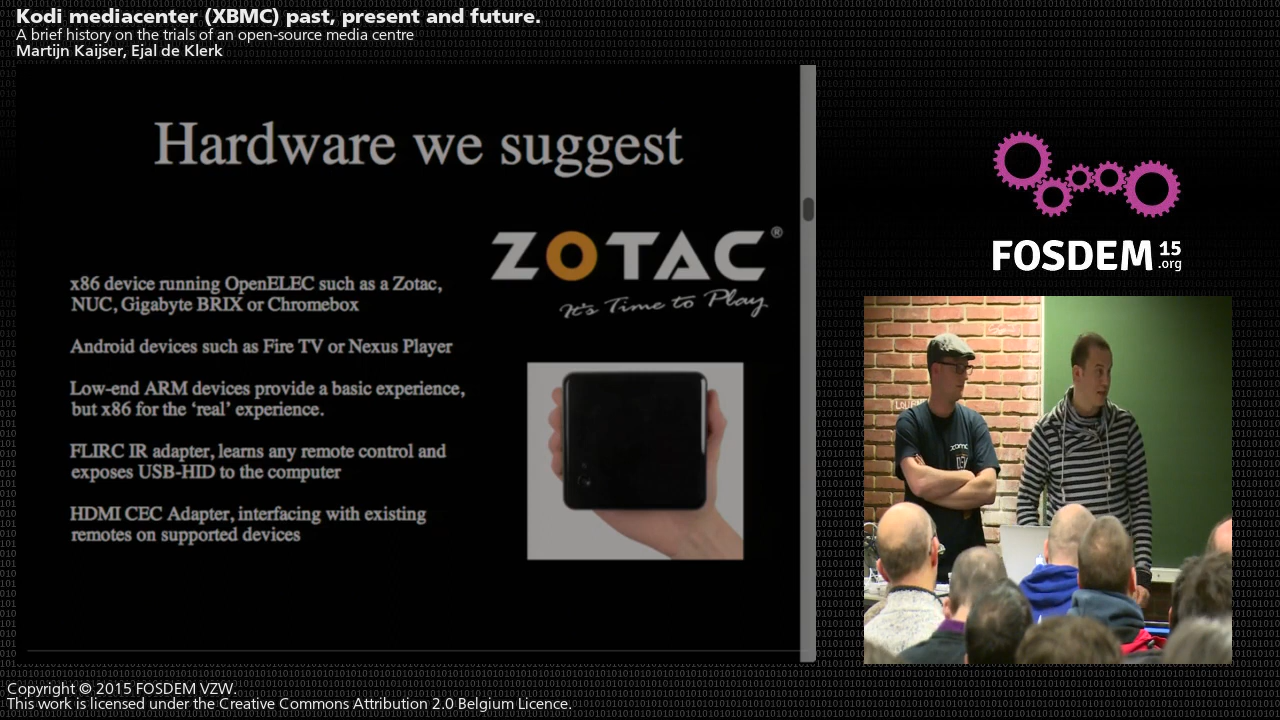 Kodi mediacenter (XBMC) past, present and future.
A brief history on the trials of an open-source media centre
Martijn Kaijser, Ejal de Klerk
Hardware we suggest
ZOTAC®
It's Time to Play.
x86 device running OpenELEC such as a Zotac,
NUC, Gigabyte BRIX or Chromebox
Android devices such as Fire TV or Nexus Player
Low-end ARM devices provide a basic experience,
but x86 for the ‘real’ experience.
FLIRC IR adapter, learns any remote control and
exposes USB-HID to the computer
HDMI CEC Adapter, interfacing with existing
remotes on supported devices
FOSDEM 15
.org
Copyright © 2015 FOSDEM VZW.
This work is licensed under the Creative Commons Attribution 2.0 Belgium Licence.